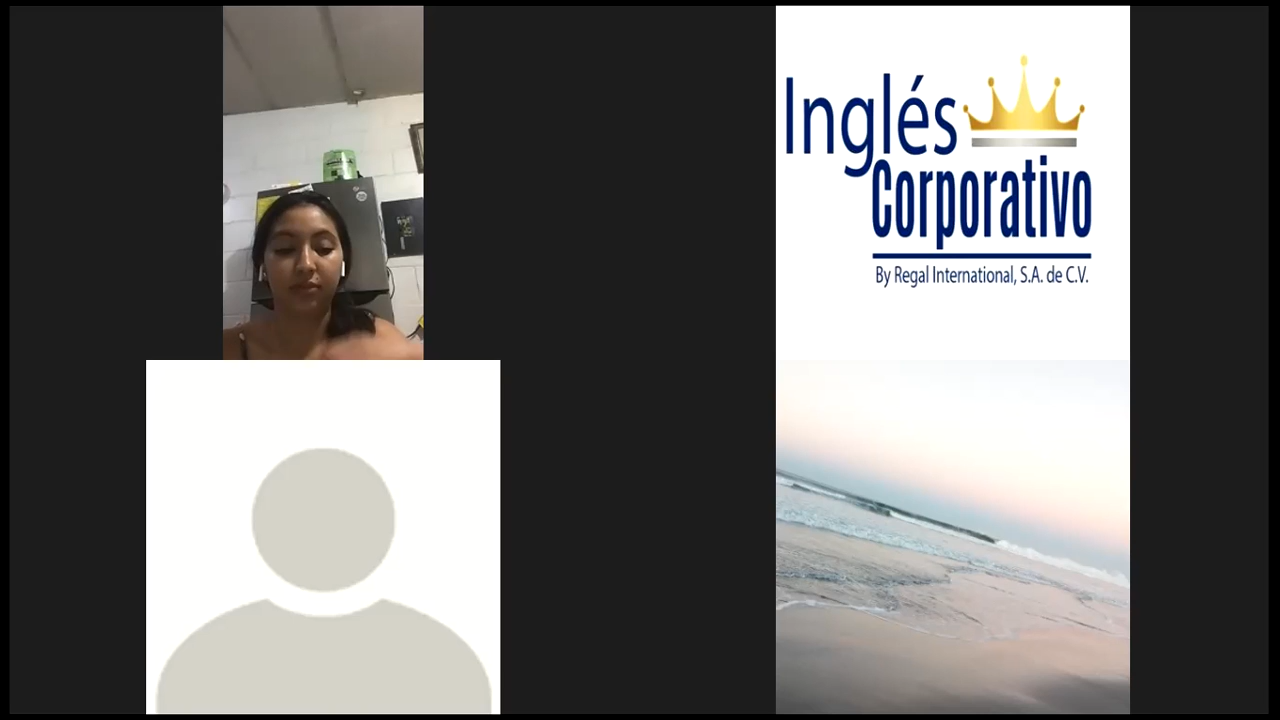 Inglés
Corporativo
By Regal International, S.A. de C.V.